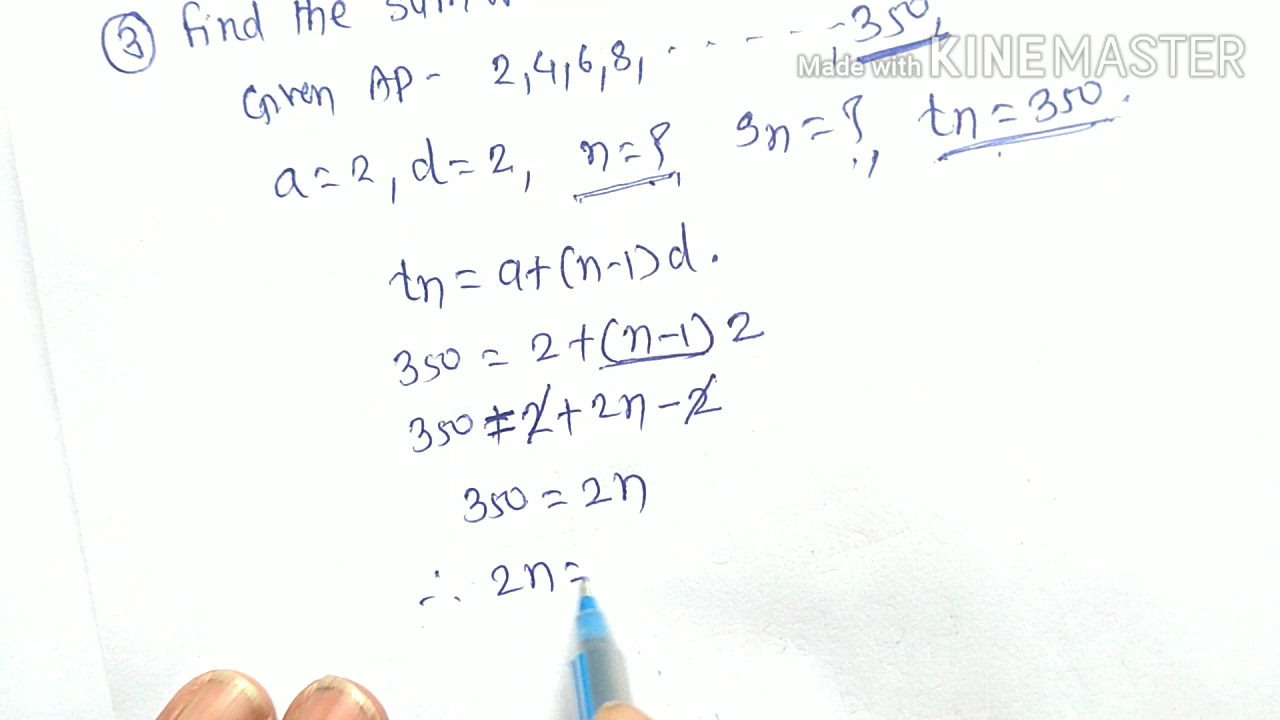 ③ Find the sum
Given AP - 2,4,6,8, ------- 350,
Made with KINEMASTER
a=2, d=2, n=? Sn=? tn=350.
tn = a+(n-1)d.
350 = 2+(n-1)2
350 = 2+2n-2
350 = 2n
∴ 2n =